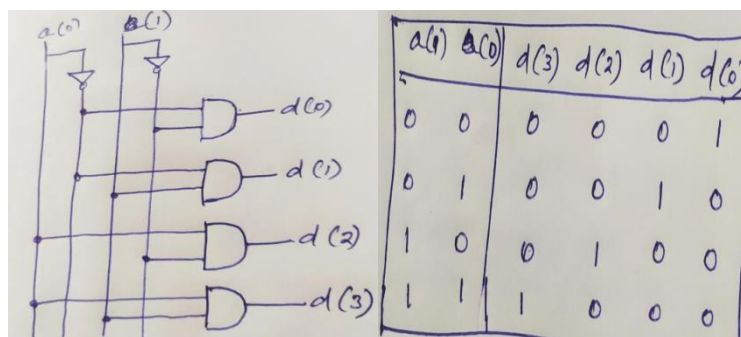 a(0) a(1)
d(0)
d(1)
d(2)
d(3)
a(1) a(0) d(3) d(2) d(1) d(0)
0 0 0 0 0 1
0 1 0 0 1 0
1 0 0 1 0 0
1 1 1 0 0 0